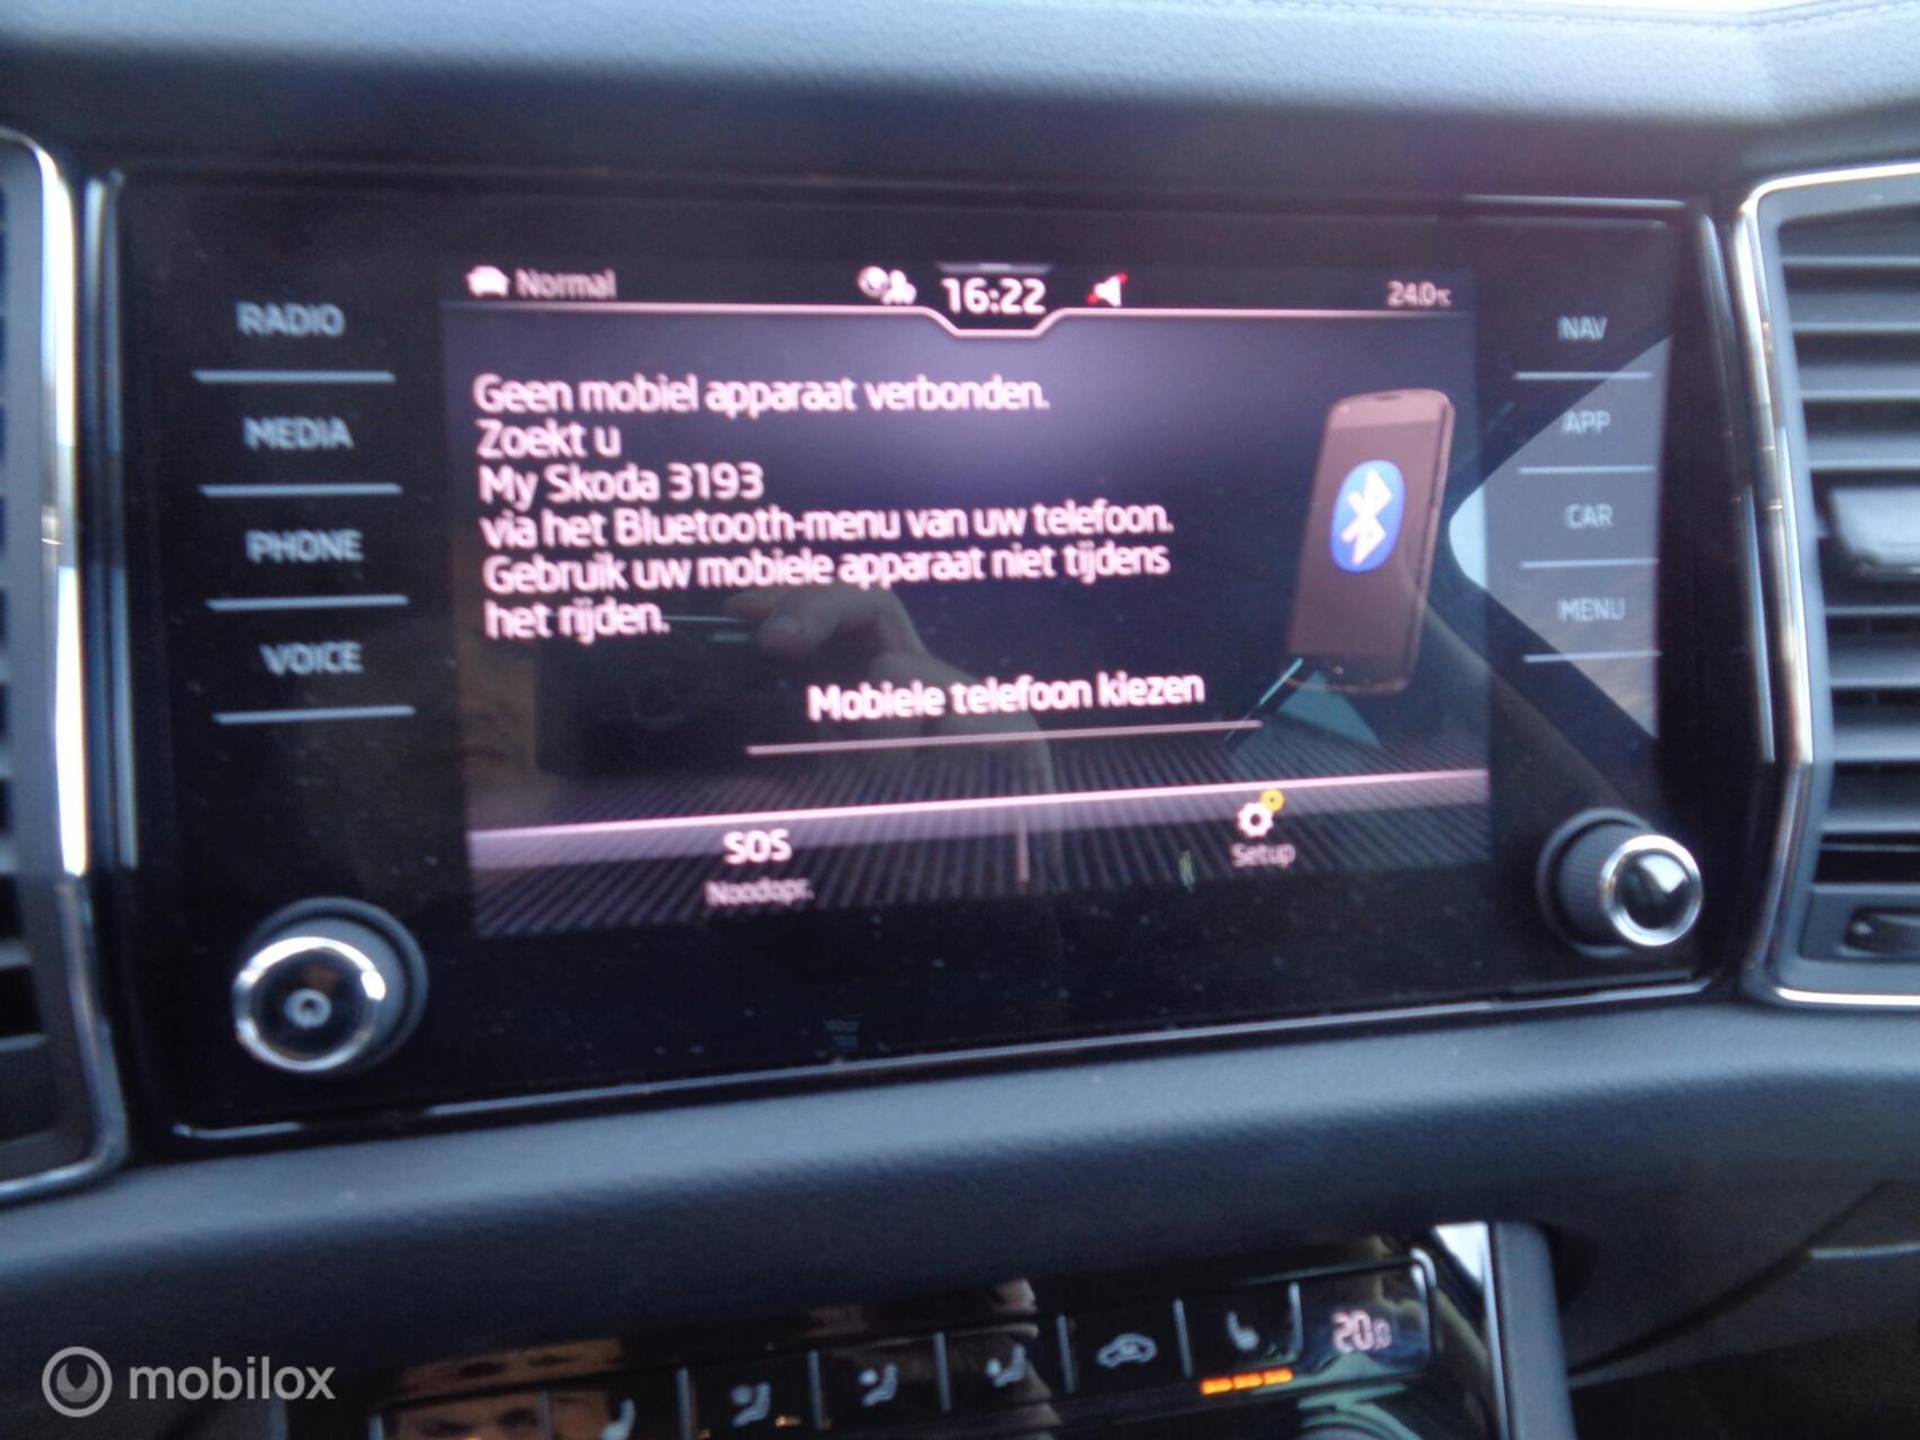 Normal
16:22
24.0°C
RADIO
MEDIA
PHONE
VOICE
Geen mobiel apparaat verbonden.
Zoekt u
My Skoda 3193
via het Bluetooth-menu van uw telefoon.
Gebruik uw mobiele apparaat niet tijdens
het rijden.
Mobiele telefoon kiezen
SOS
Noodopr.
Setup
NAV
APP
CAR
MENU
20.0
mobilox